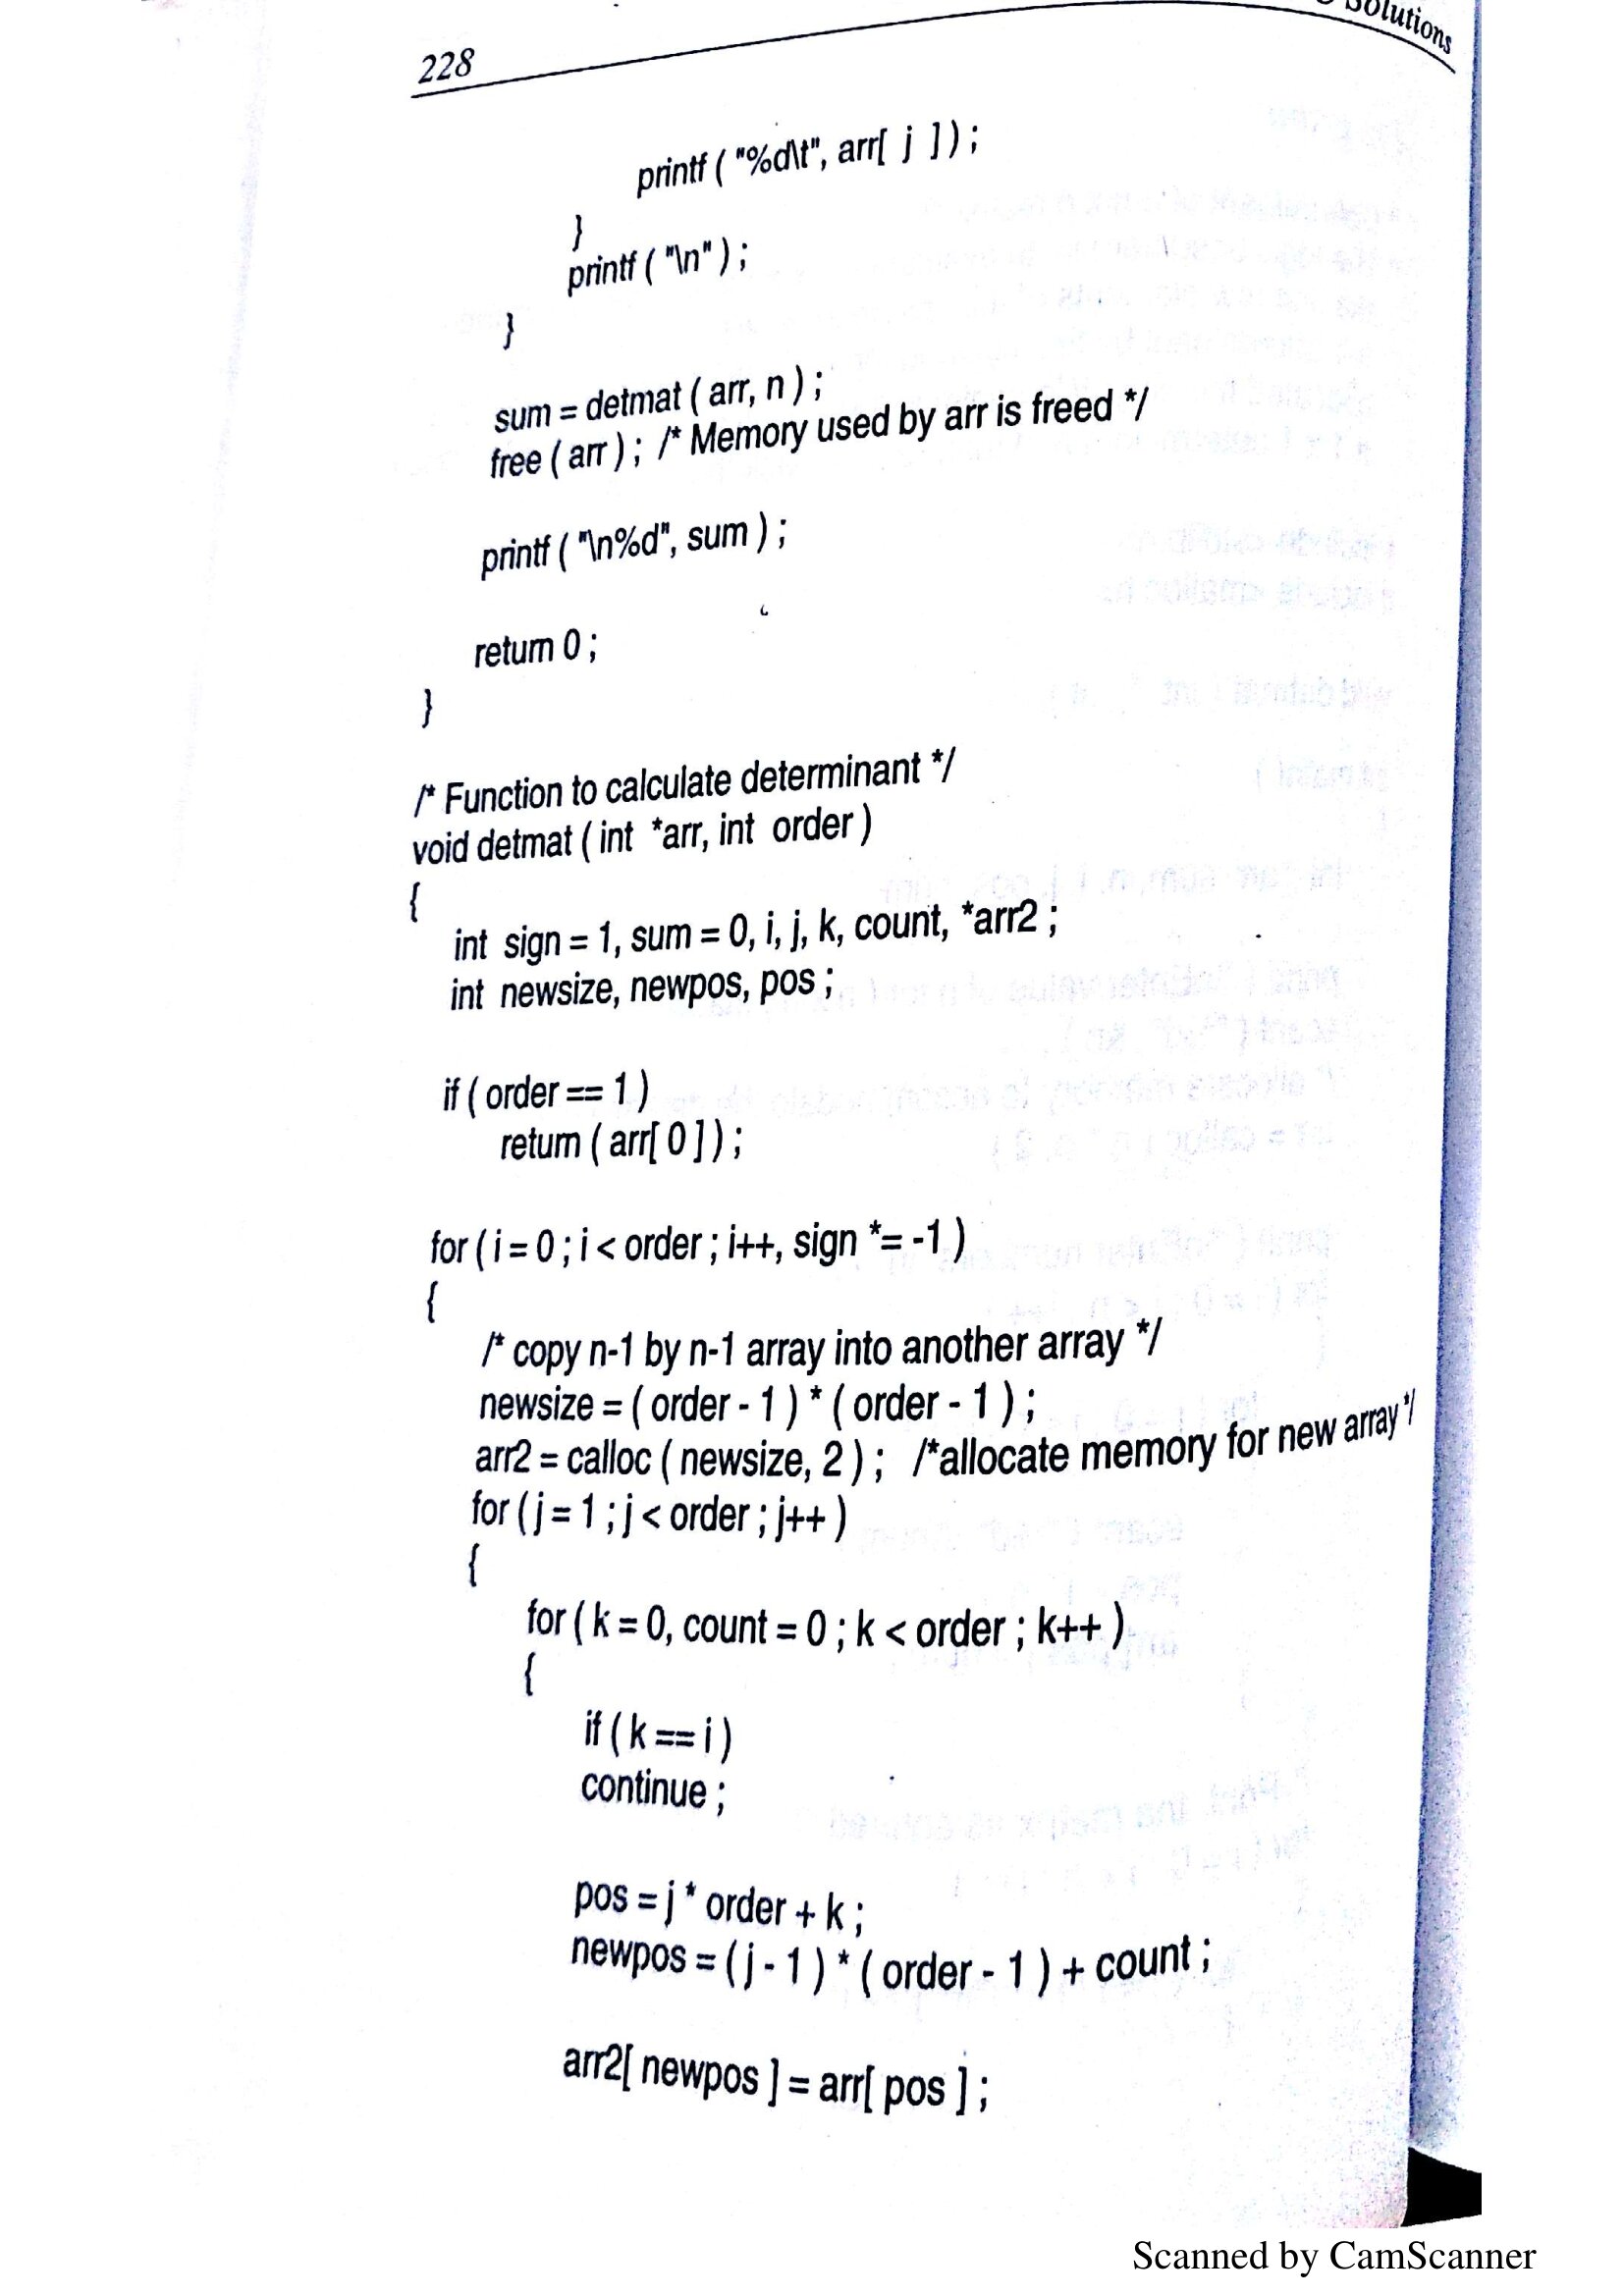 Solutions
228
printf ( "%d\t", arr[ j ] ) ;
}
printf ( "\n" ) ;
}
sum = detmat ( arr, n ) ;
free ( arr ) ; /* Memory used by arr is freed */
printf ( "\n%d", sum ) ;
return 0 ;
}
/* Function to calculate determinant */
void detmat ( int *arr, int order )
{
int sign = 1, sum = 0, i, j, k, count, *arr2 ;
int newsize, newpos, pos ;
if ( order == 1 )
return ( arr[ 0 ] ) ;
for ( i = 0 ; i < order ; i++, sign *= -1 )
{
/* copy n-1 by n-1 array into another array */
newsize = ( order - 1 ) * ( order - 1 ) ;
arr2 = calloc ( newsize, 2 ) ; /*allocate memory for new array */
for ( j = 1 ; j < order ; j++ )
{
for ( k = 0, count = 0 ; k < order ; k++ )
{
if ( k == i )
continue ;
pos = j * order + k ;
newpos = ( j - 1 ) * ( order - 1 ) + count ;
arr2[ newpos ] = arr[ pos ] ;
Scanned by CamScanner